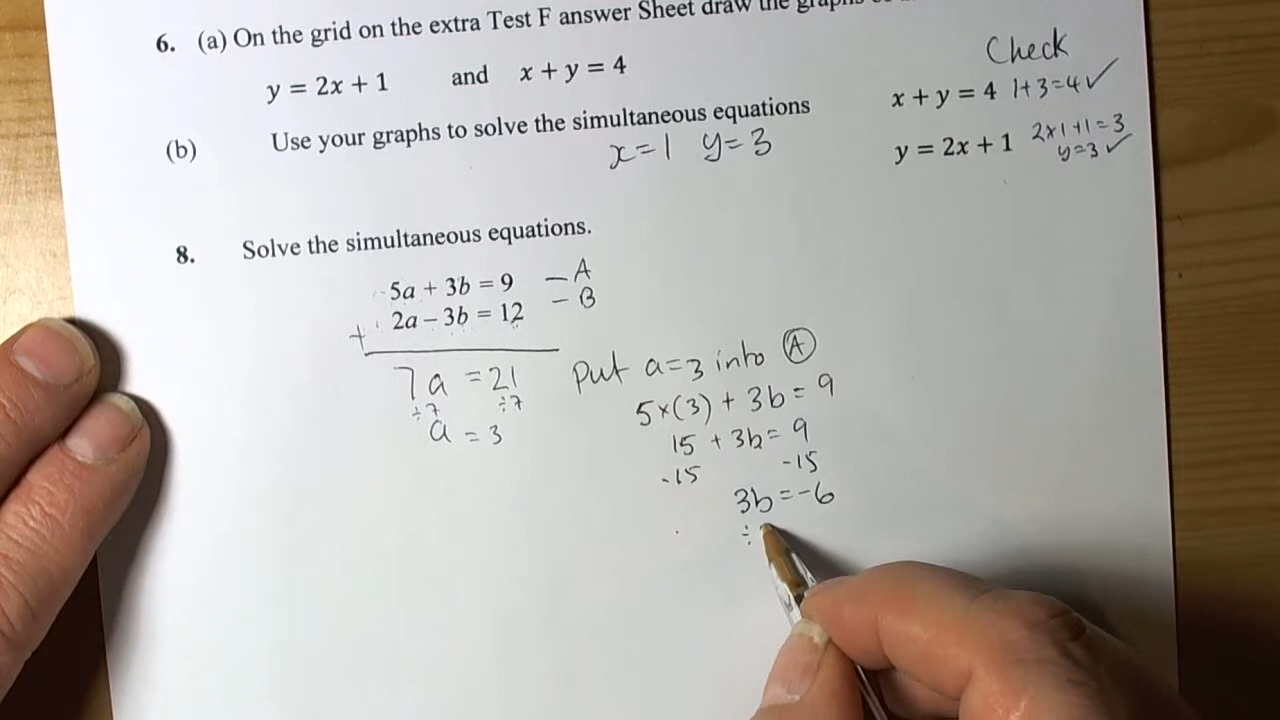 6. (a) On the grid on the extra Test F answer Sheet draw the graphs
y = 2x + 1 and x + y = 4
Check
x + y = 4 1+3=4 ✓
(b) Use your graphs to solve the simultaneous equations
x=1 y=3
y = 2x + 1 2×1+1=3
y=3 ✓
8. Solve the simultaneous equations.
5a + 3b = 9 — A
+ 2a – 3b = 12 – B
7a = 21
÷7 ÷7
a = 3
Put a=3 into A
5×(3) + 3b = 9
15 + 3b = 9
-15 -15
3b = -6
÷